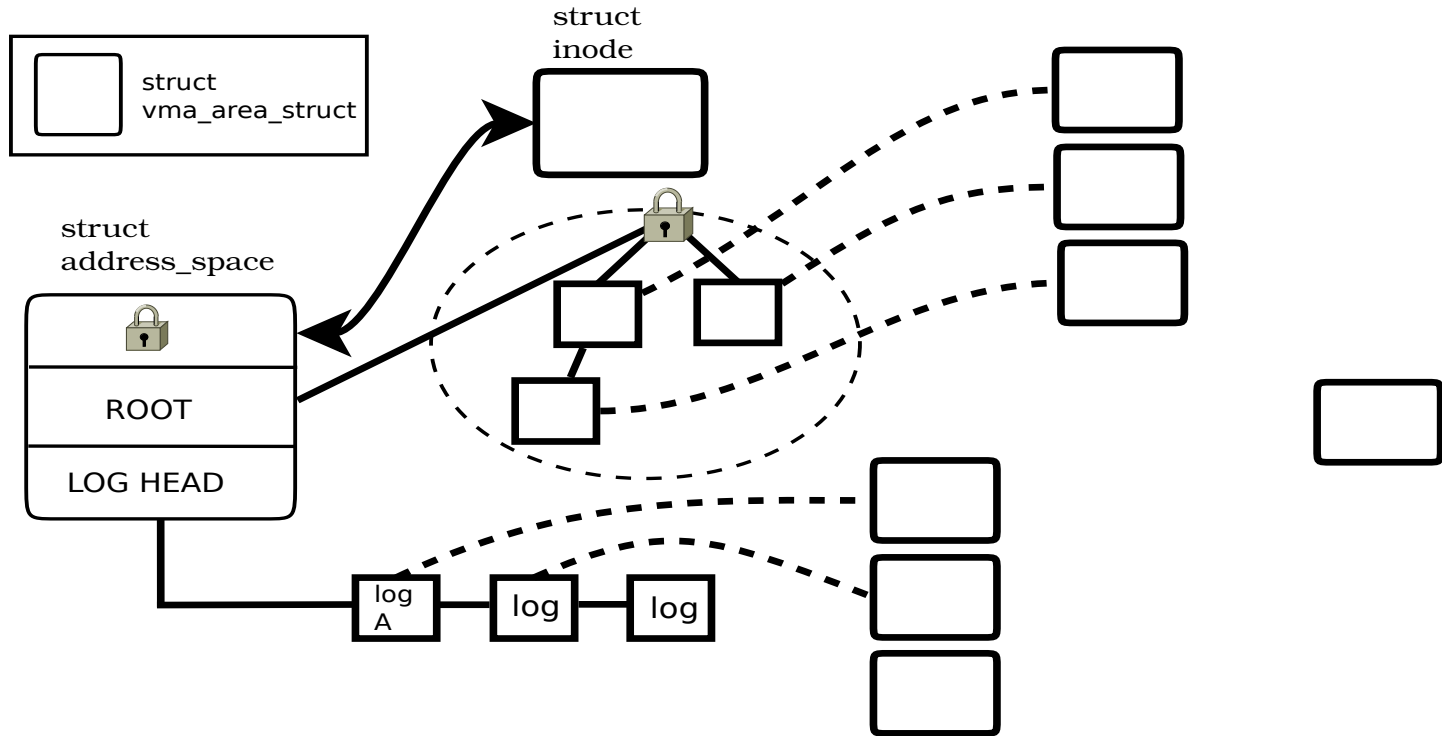 struct
inode
struct
vma_area_struct
struct
address_space
ROOT
LOG HEAD
log
A
log
log